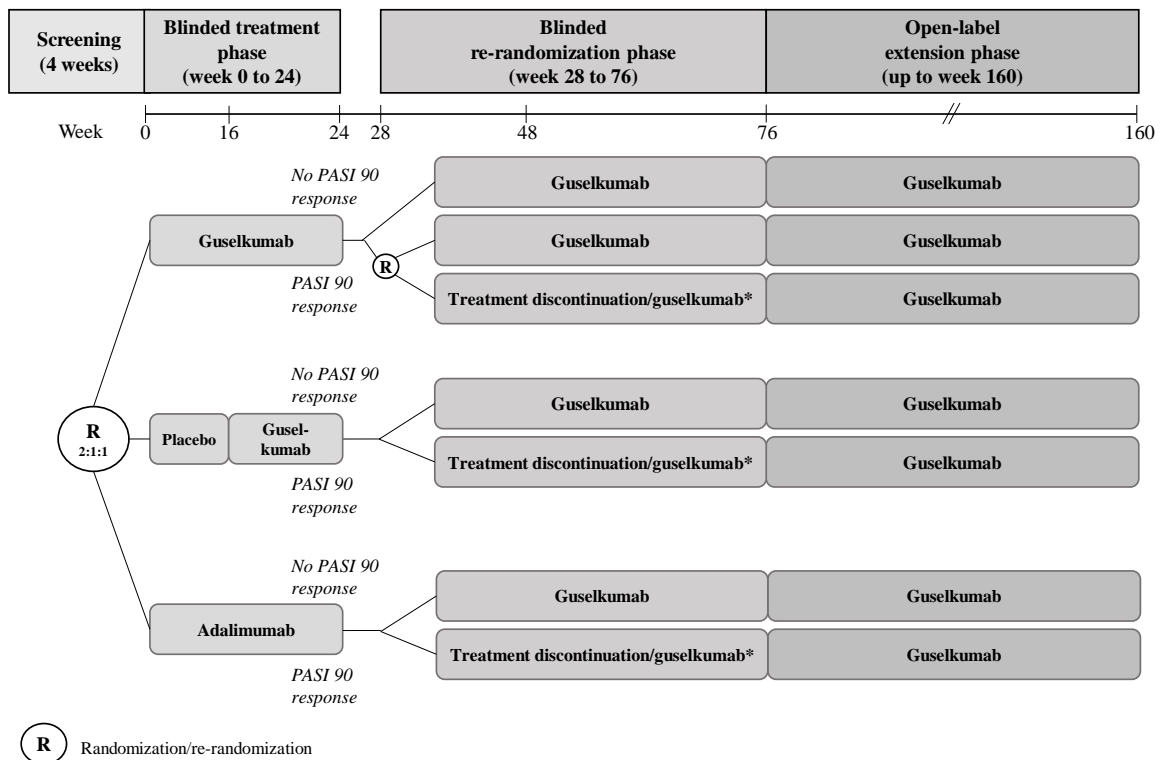 Screening
(4 weeks)
Blinded treatment
phase
(week 0 to 24)
Blinded
re-randomization phase
(week 28 to 76)
Open-label
extension phase
(up to week 160)
Week 0 16 24 28 48 76 160
No PASI 90
response
Guselkumab
PASI 90
response
R
Guselkumab
Guselkumab
Guselkumab
Guselkumab
Treatment discontinuation/guselkumab*
Guselkumab
R
2:1:1
No PASI 90
response
Placebo
Gusel-
kumab
PASI 90
response
Guselkumab
Guselkumab
Treatment discontinuation/guselkumab*
Guselkumab
No PASI 90
response
Adalimumab
PASI 90
response
Guselkumab
Guselkumab
Treatment discontinuation/guselkumab*
Guselkumab
R Randomization/re-randomization